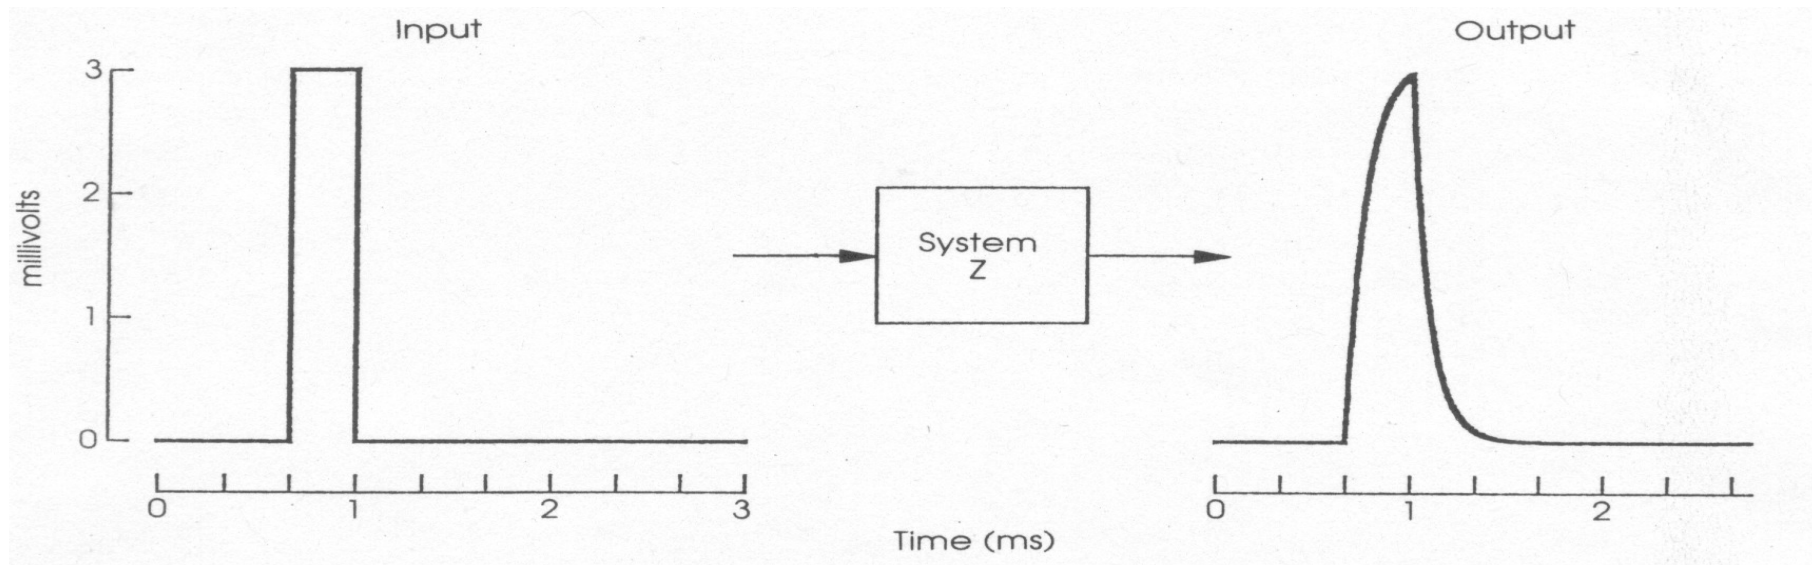 Input
Output
3
2
1
0
millivolts
System
Z
0 1 2 3
0 1 2
Time (ms)